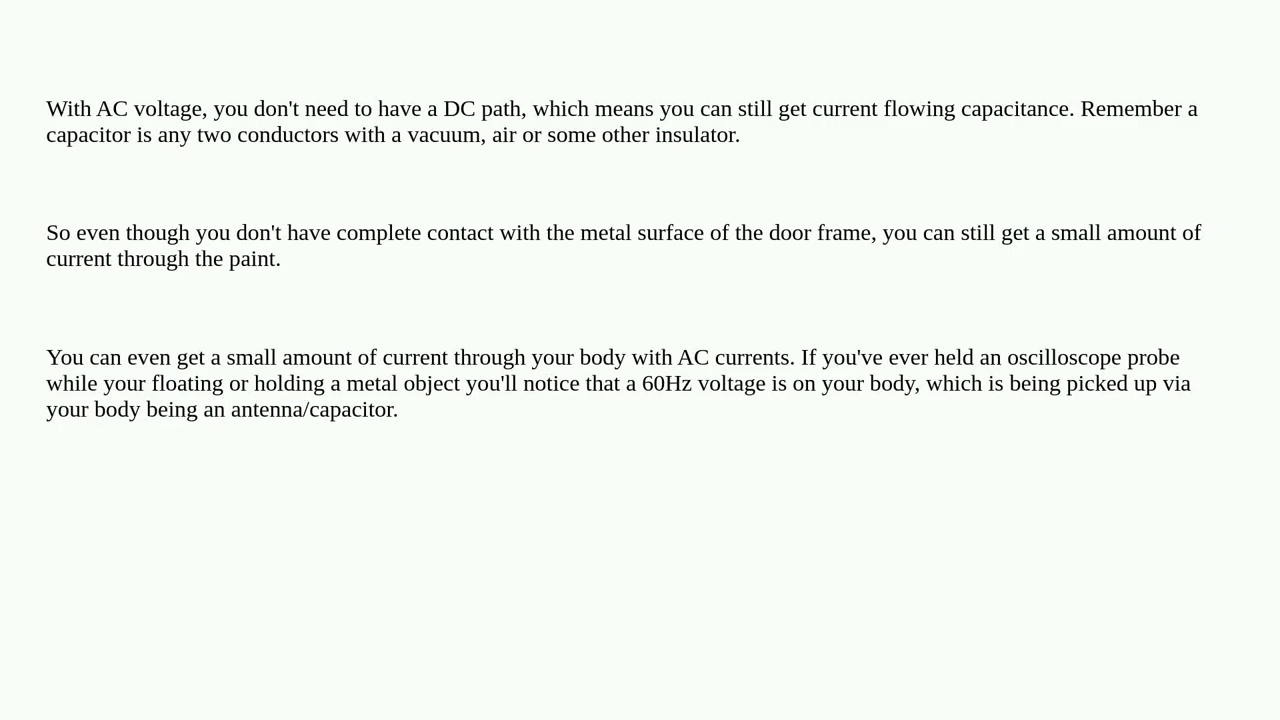 With AC voltage, you don't need to have a DC path, which means you can still get current flowing capacitance. Remember a
capacitor is any two conductors with a vacuum, air or some other insulator.
So even though you don't have complete contact with the metal surface of the door frame, you can still get a small amount of
current through the paint.
You can even get a small amount of current through your body with AC currents. If you've ever held an oscilloscope probe
while your floating or holding a metal object you'll notice that a 60Hz voltage is on your body, which is being picked up via
your body being an antenna/capacitor.